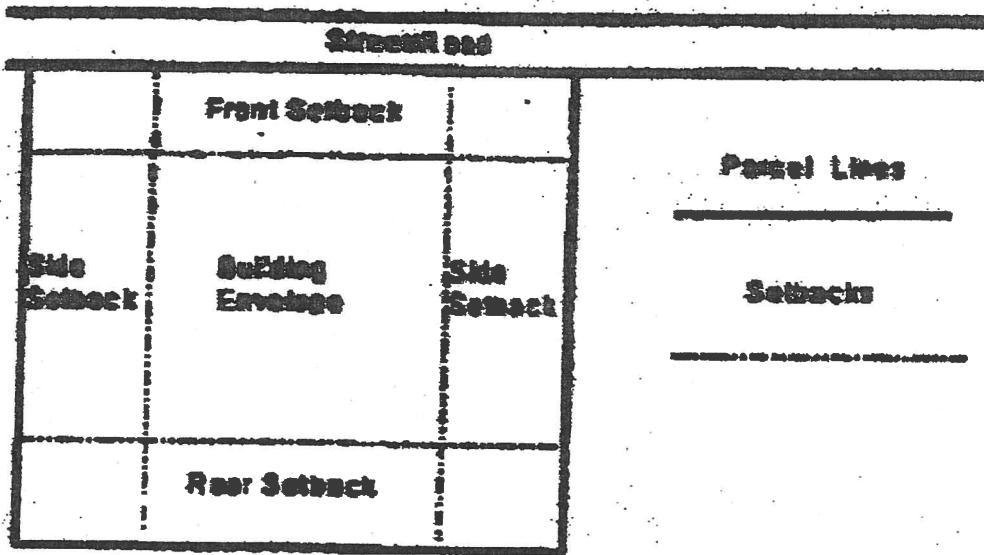 Street/Road
Front Setback
Parcel Lines
Side
Setback
Building
Envelope
Side
Setback
Setbacks
Rear Setback